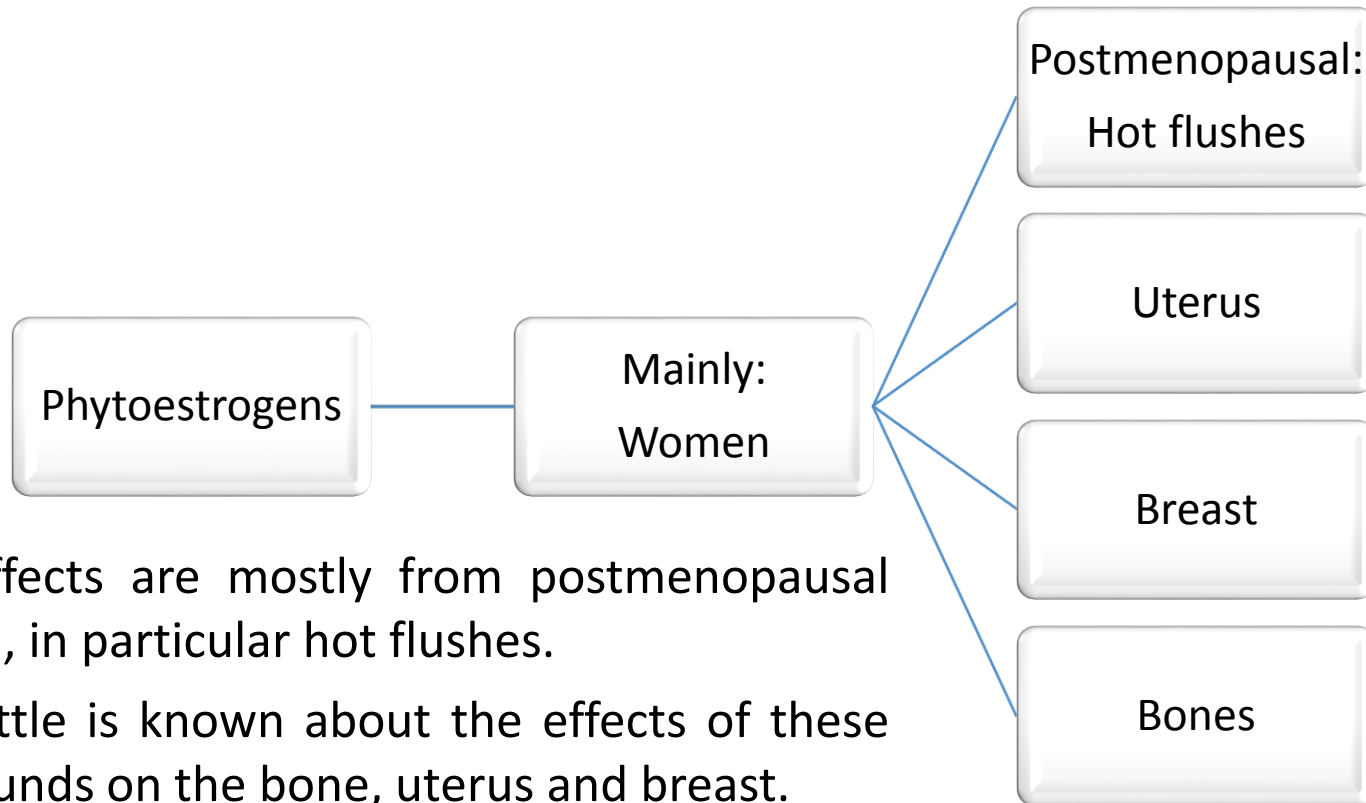 Postmenopausal:
Hot flushes
Uterus
Phytoestrogens
Mainly:
Women
Breast
Bones
are mostly from postmenopausal
, in particular hot flushes.
is known about the effects of these
on the bone, uterus and breast.